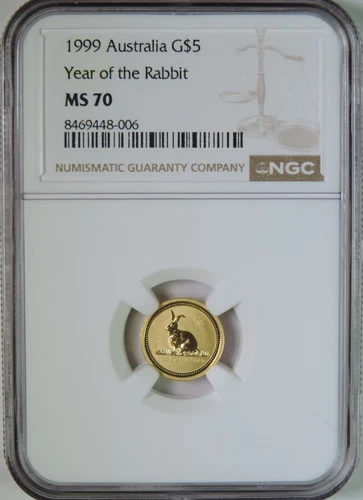 1999 Australia G$5
Year of the Rabbit
MS 70
8469448-006
NUMISMATIC GUARANTY COMPANY NGC